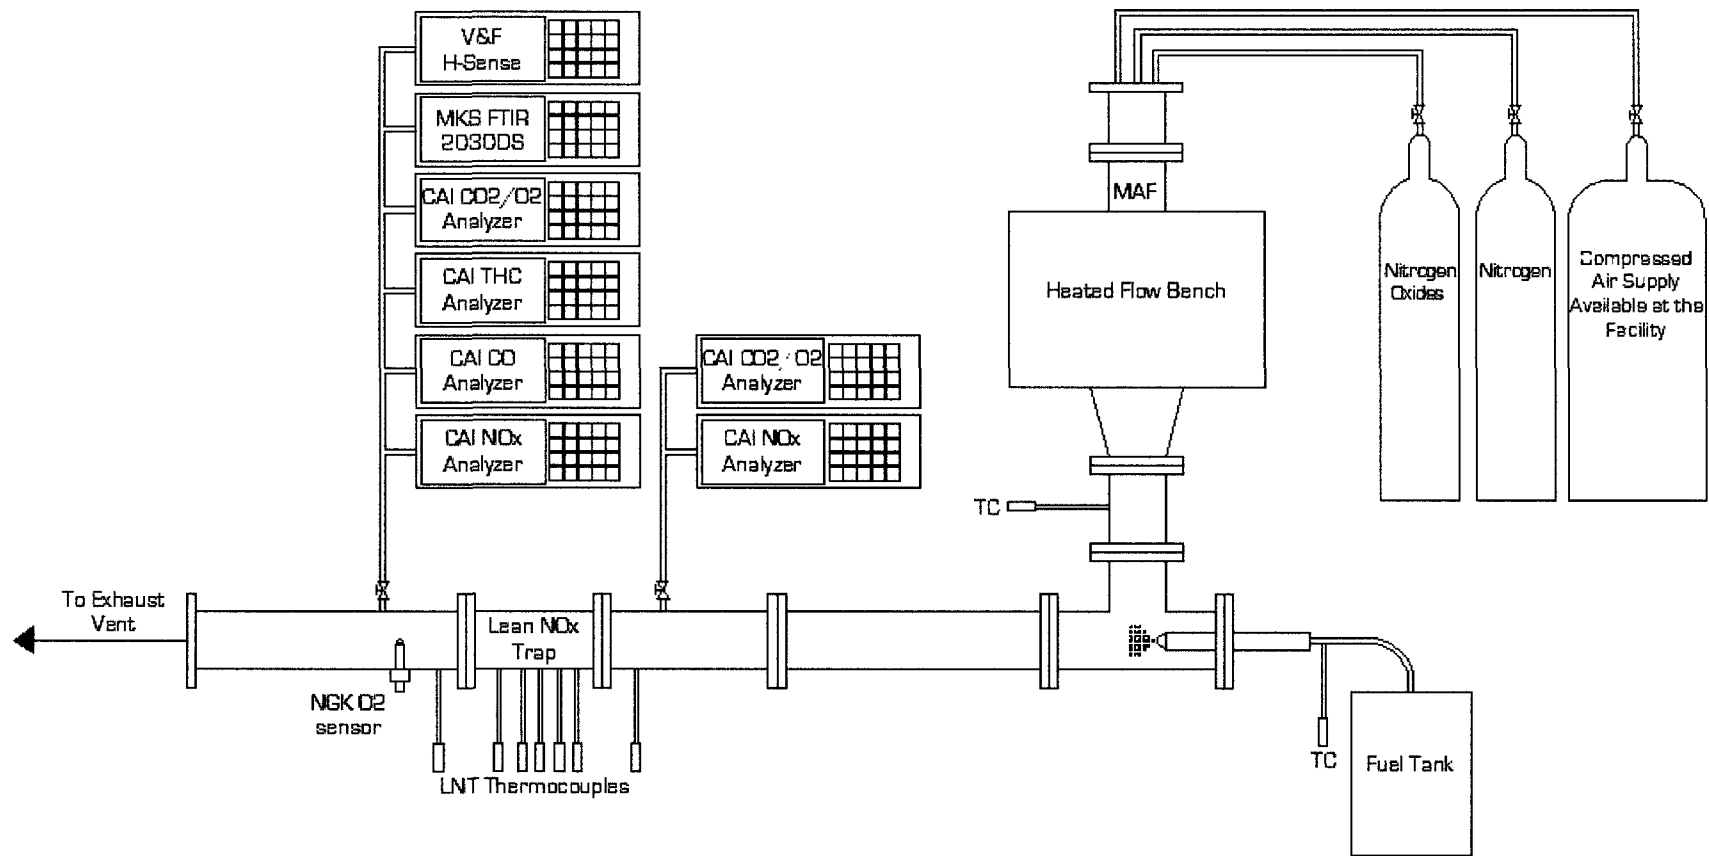 V&F
H-Sense
MKS FTIR
2030DS
CAI CO2/O2
Analyzer
CAI THC
Analyzer
CAI CO
Analyzer
CAI NOx
Analyzer
CAI CO2/O2
Analyzer
CAI NOx
Analyzer
MAF
Heated Flow Bench
Nitrogen
Oxides
Nitrogen
Compressed
Air Supply
Available at the
Facility
TC
To Exhaust
Vent
Lean NOx
Trap
NGK O2
sensor
LNT Thermocouples
TC
Fuel Tank